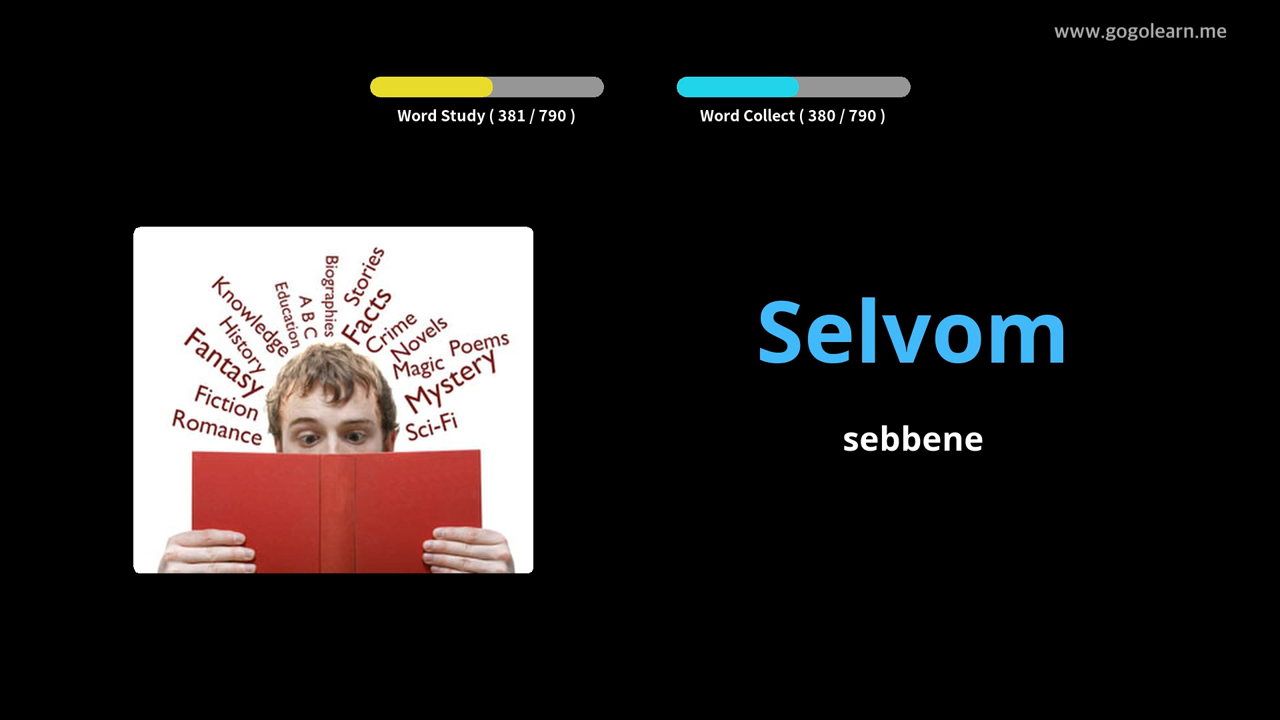 www.gogolearn.me
Word Study ( 381 / 790 )
Word Collect ( 380 / 790 )
Knowledge
History
Fantasy
Fiction
Romance
Education
A B C
Biographies
Stories
Facts
Crime
Novels
Magic
Poems
Mystery
Sci-Fi
Selvom
sebbene